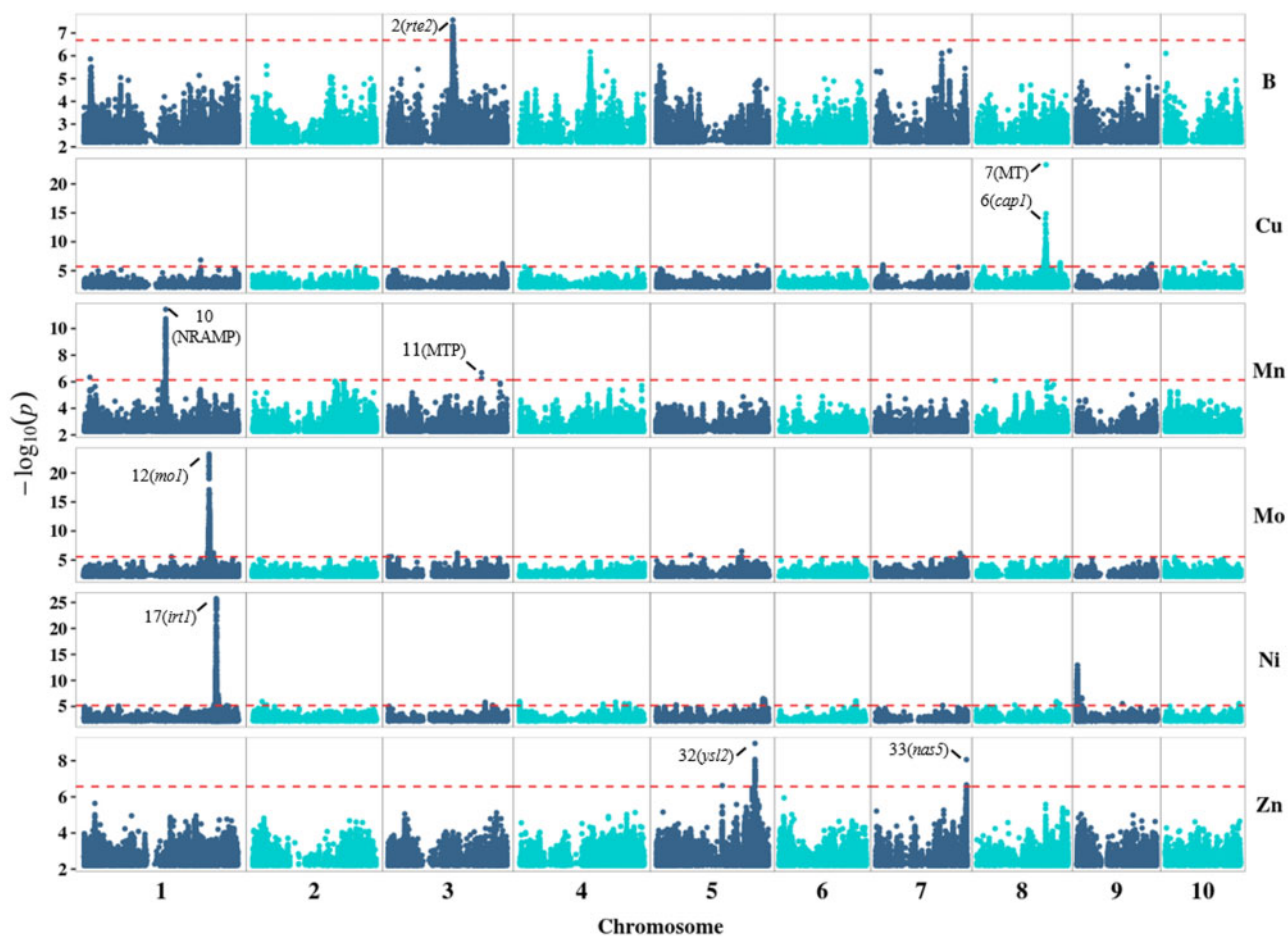 2(rte2)
7
6
5
4
3
2
B
7(MT)
6(cap1)
20
15
10
5
Cu
10
(NRAMP)
11(MTP)
10
8
6
4
2
Mn
− log10(p)
12(mo1)
20
15
10
5
Mo
17(irt1)
25
20
15
10
5
Ni
32(ysl2)
33(nas5)
8
6
4
2
Zn
1 2 3 4 5 6 7 8 9 10
Chromosome